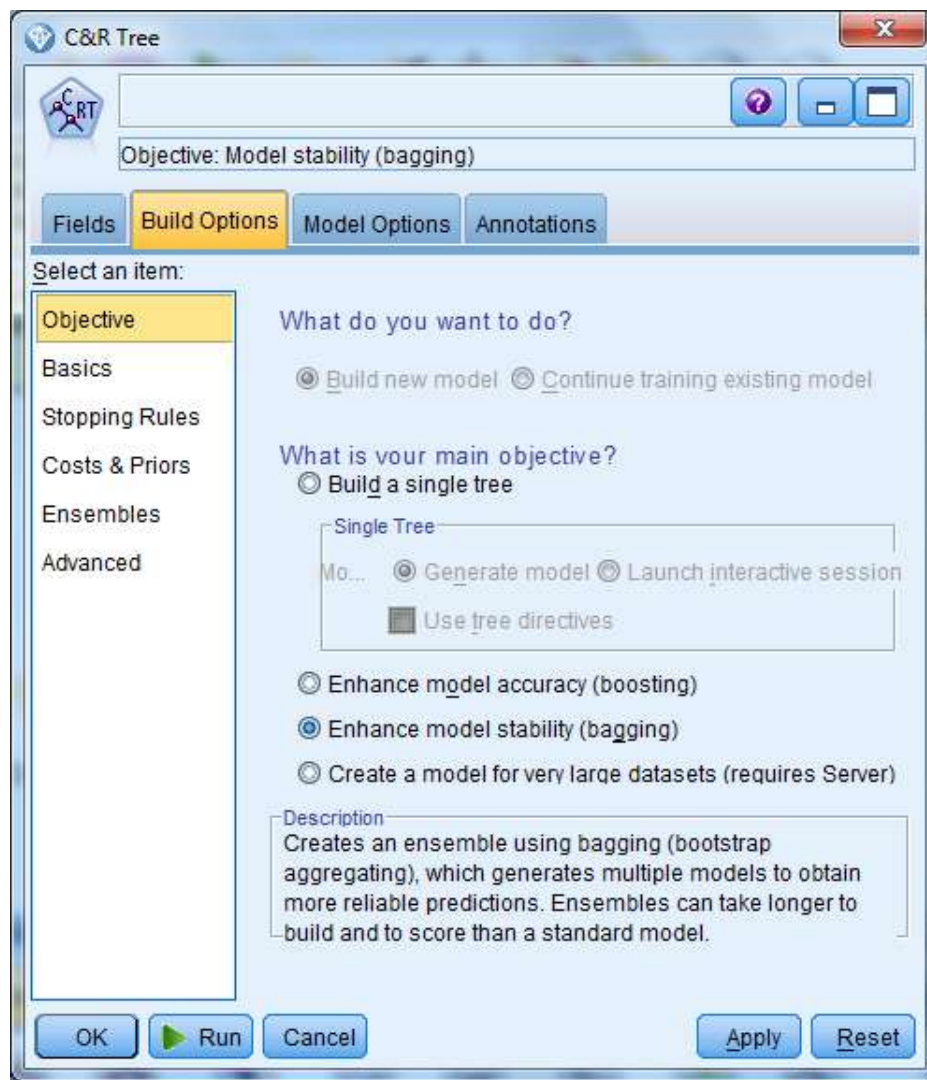 C&R Tree
C RT
Objective: Model stability (bagging)
Fields Build Options Model Options Annotations
Select an item:
Objective
Basics
Stopping Rules
Costs & Priors
Ensembles
Advanced
What do you want to do?
Build new model Continue training existing model
What is your main objective?
Build a single tree
Single Tree
Mo... Generate model Launch interactive session
Use tree directives
Enhance model accuracy (boosting)
Enhance model stability (bagging)
Create a model for very large datasets (requires Server)
Description
Creates an ensemble using bagging (bootstrap
aggregating), which generates multiple models to obtain
more reliable predictions. Ensembles can take longer to
build and to score than a standard model.
OK Run Cancel Apply Reset